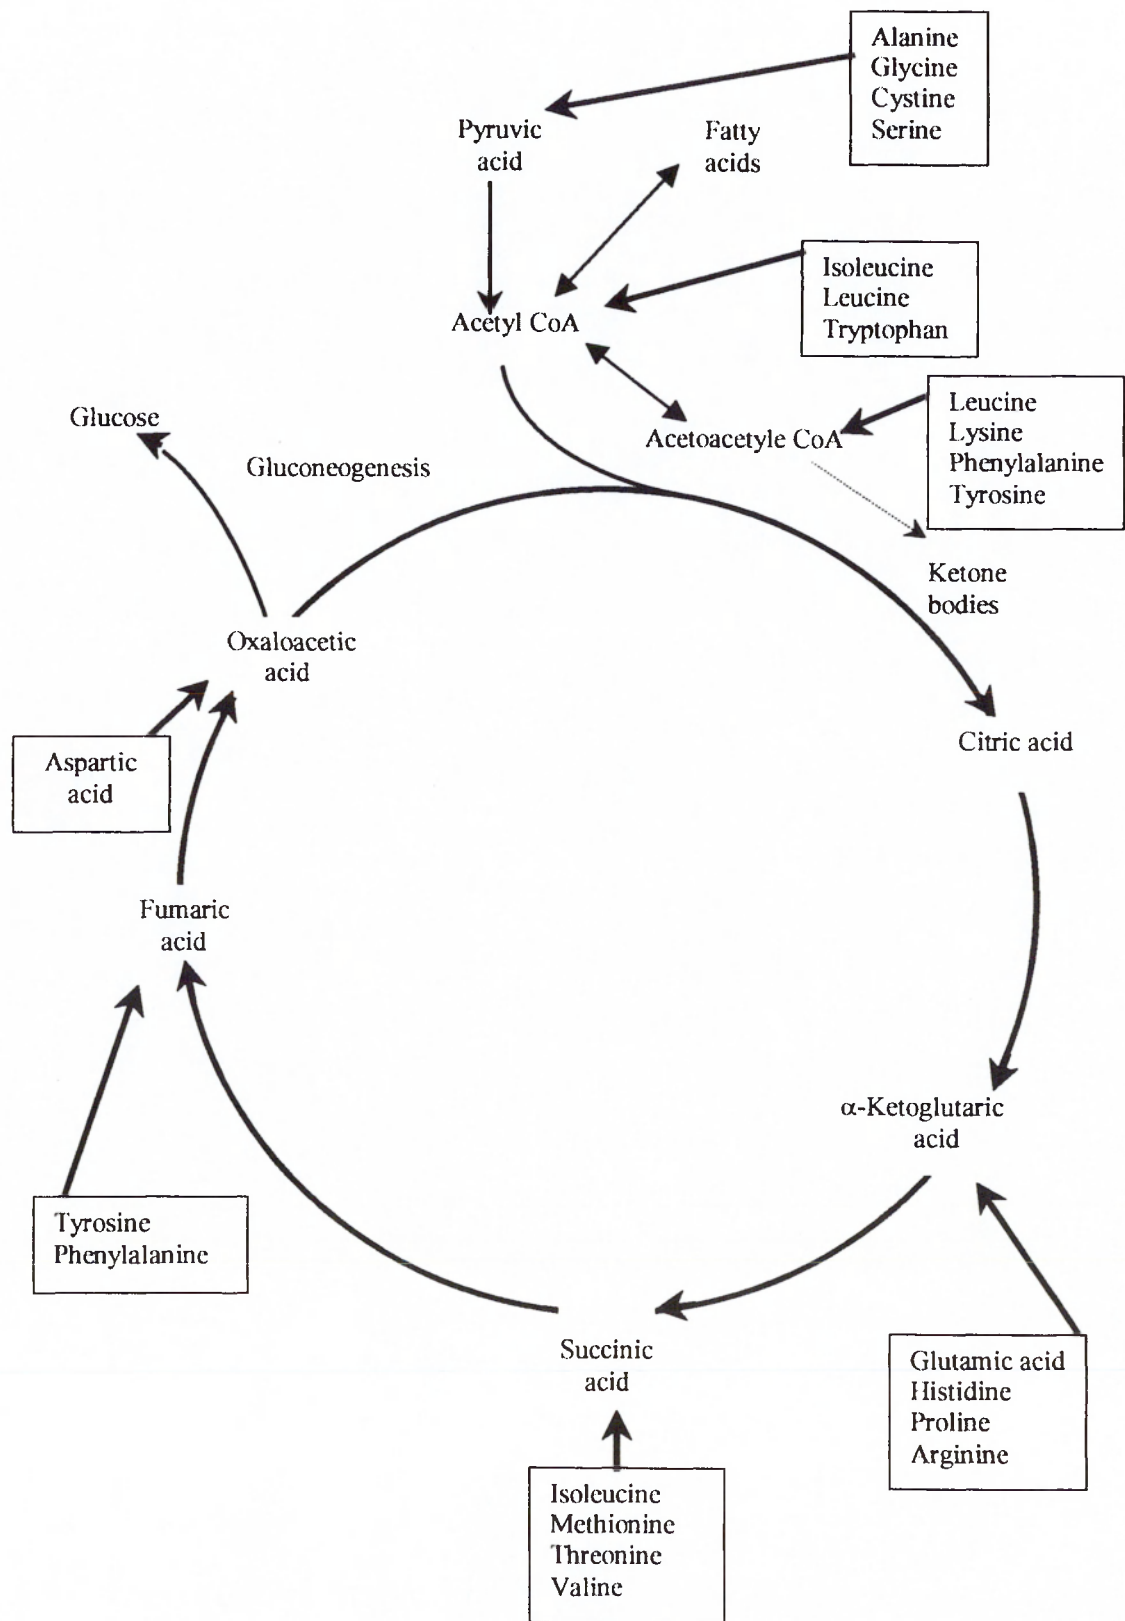 Alanine
Glycine
Cystine
Serine
Pyruvic
acid
Fatty
acids
Isoleucine
Leucine
Tryptophan
Acetyl CoA
Leucine
Lysine
Phenylalanine
Tyrosine
Glucose
Acetoacetyle CoA
Gluconeogenesis
Ketone
bodies
Oxaloacetic
acid
Citric acid
Aspartic
acid
Fumaric
acid
α-Ketoglutaric
acid
Tyrosine
Phenylalanine
Succinic
acid
Glutamic acid
Histidine
Proline
Arginine
Isoleucine
Methionine
Threonine
Valine